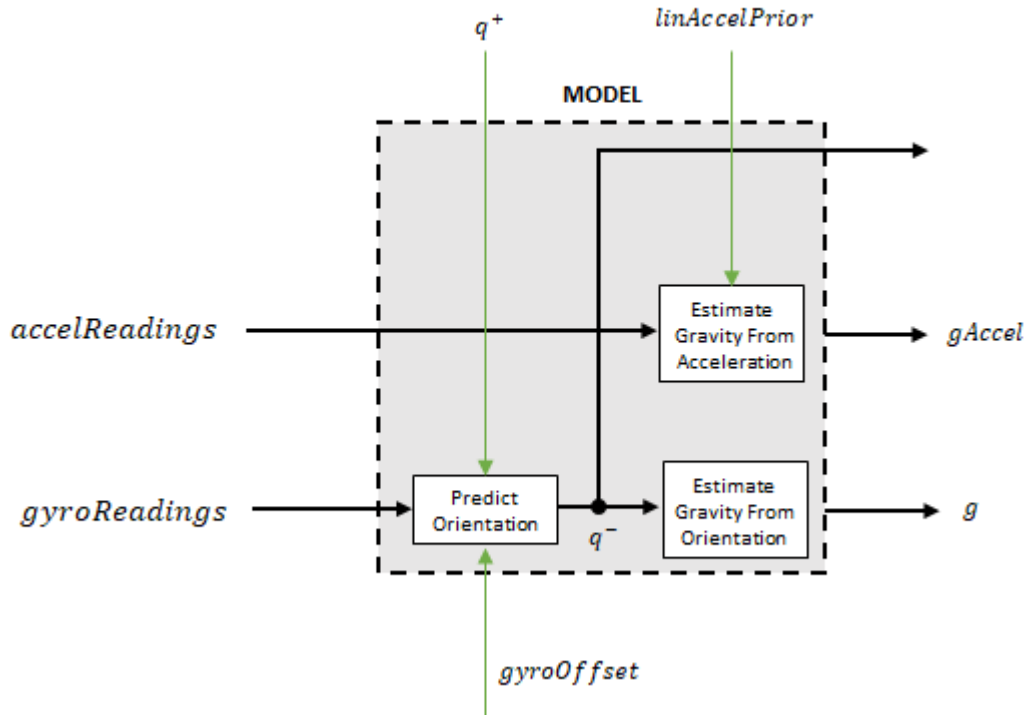 q⁺
linAccelPrior
MODEL
accelReadings
Estimate
Gravity From
Acceleration
gAccel
gyroReadings
Predict
Orientation
q⁻
Estimate
Gravity From
Orientation
g
gyroOffset